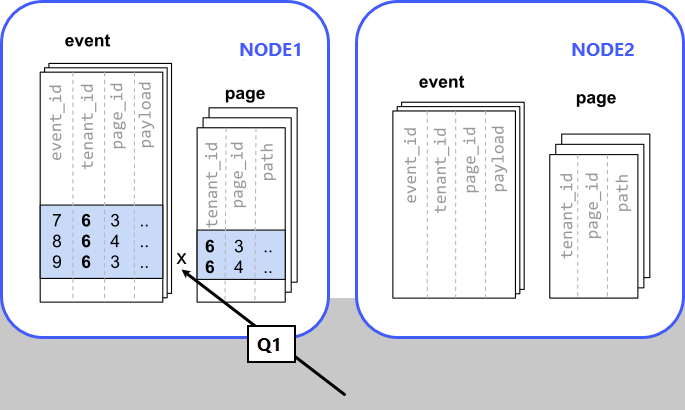 event
NODE1
event_id
tenant_id
page_id
payload
7 6 3 ..
8 6 4 ..
9 6 3 ..
x
page
tenant_id
page_id
path
6 3 ..
6 4 ..
Q1
NODE2
event
event_id
tenant_id
page_id
payload
page
tenant_id
page_id
path